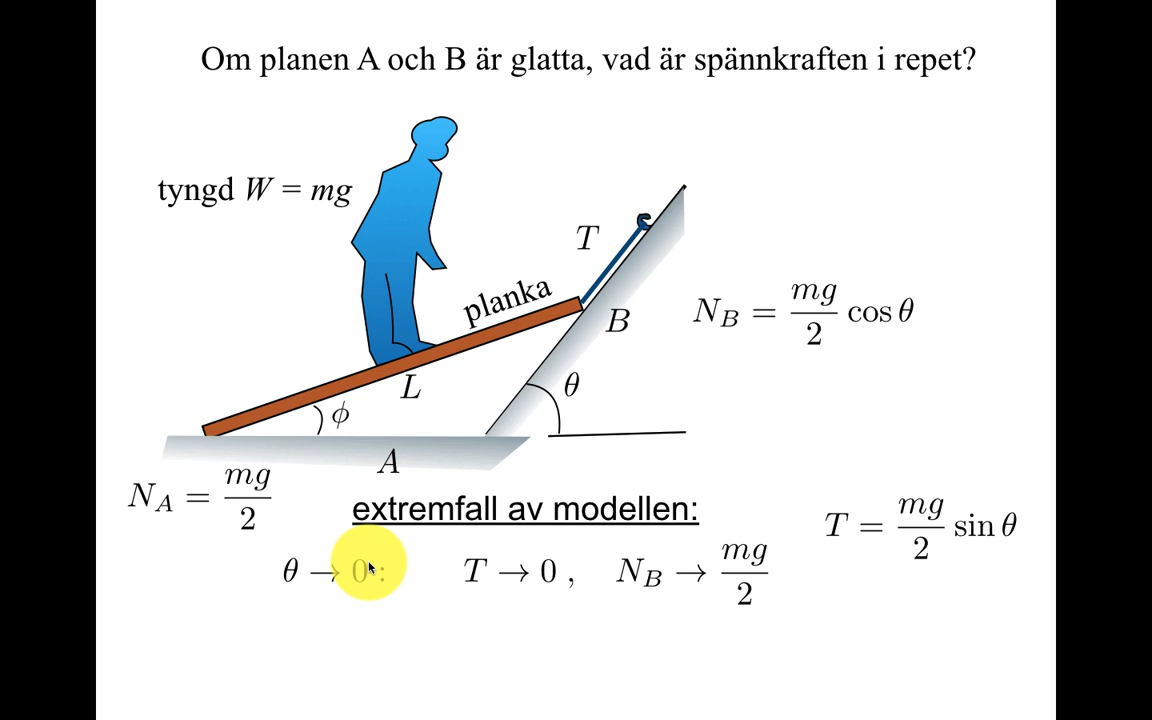 Om planen A och B är glatta, vad är spännkraften i repet?
tyngd W = mg
T
planka
B
N_B = mg/2 cos θ
θ
L
ϕ
A
N_A = mg/2
extremfall av modellen:
T = mg/2 sin θ
θ → 0 : T → 0 , N_B → mg/2